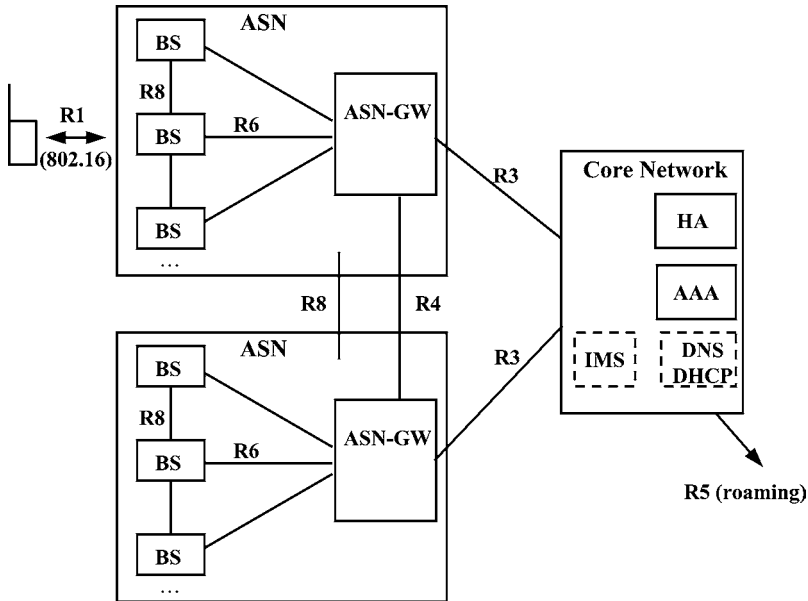 ASN
BS
R8
BS
BS
...
R6
ASN-GW
R1
(802.16)
R3
Core Network
HA
AAA
IMS
DNS
DHCP
R5 (roaming)
R8
R4
R3
ASN
BS
R8
BS
BS
...
R6
ASN-GW